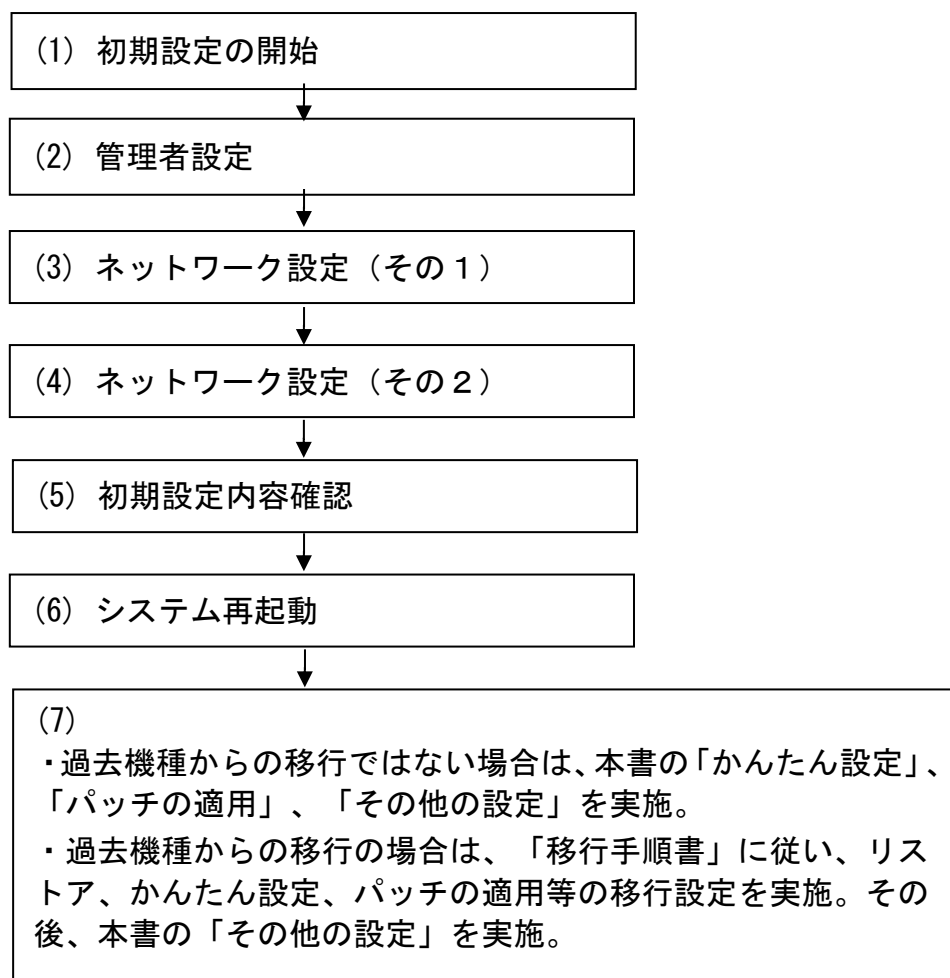 (1) 初期設定の開始
(2) 管理者設定
(3) ネットワーク設定（その１）
(4) ネットワーク設定（その２）
(5) 初期設定内容確認
(6) システム再起動
(7)
・過去機種からの移行ではない場合は、本書の「かんたん設定」、
「パッチの適用」、「その他の設定」を実施。
・過去機種からの移行の場合は、「移行手順書」に従い、リス
トア、かんたん設定、パッチの適用等の移行設定を実施。その
後、本書の「その他の設定」を実施。